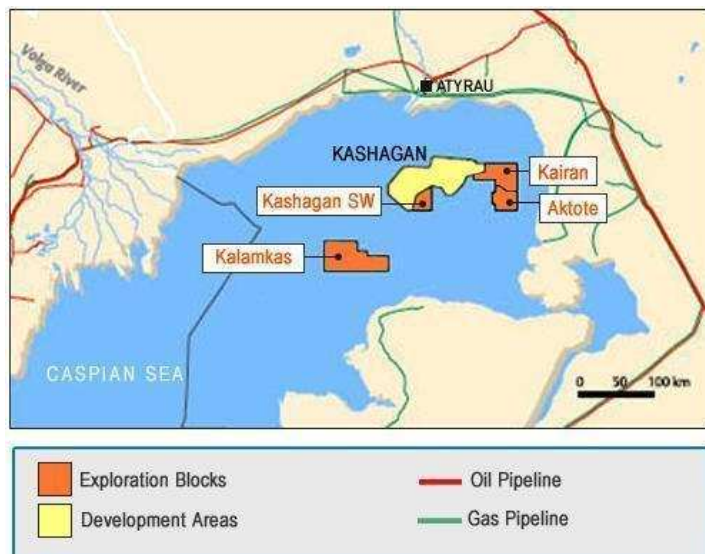 Volga River
ATYRAU
KASHAGAN
Kairan
Kashagan SW
Aktote
Kalamkas
CASPIAN SEA
0 50 100 km
Exploration Blocks
Oil Pipeline
Development Areas
Gas Pipeline